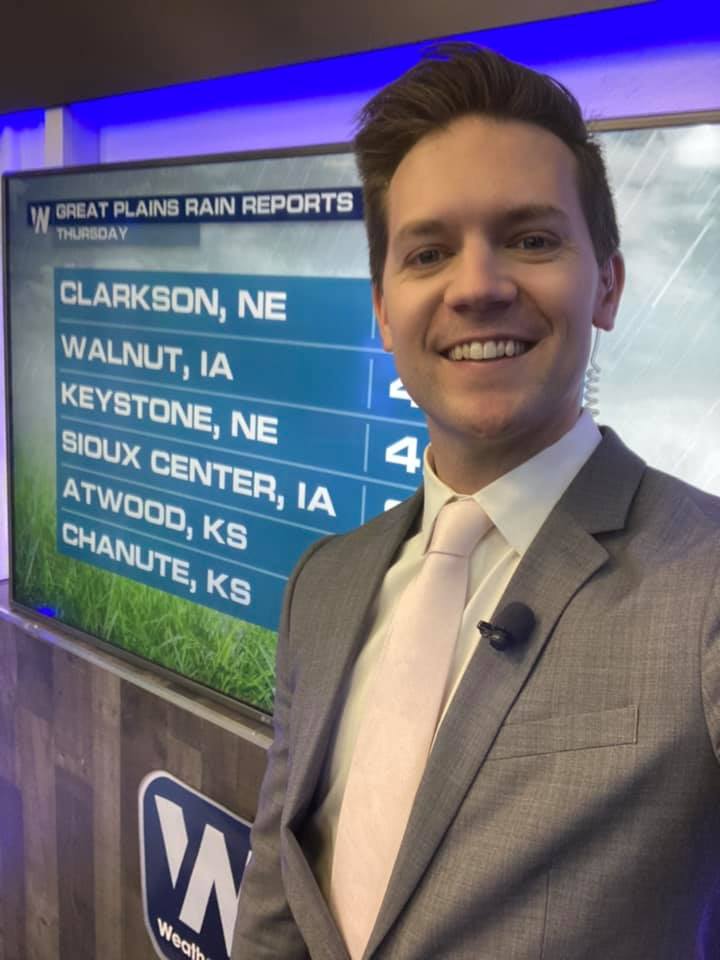 W GREAT PLAINS RAIN REPORTS
THURSDAY
CLARKSON, NE
WALNUT, IA 4
KEYSTONE, NE 4
SIOUX CENTER, IA
ATWOOD, KS
CHANUTE, KS
W